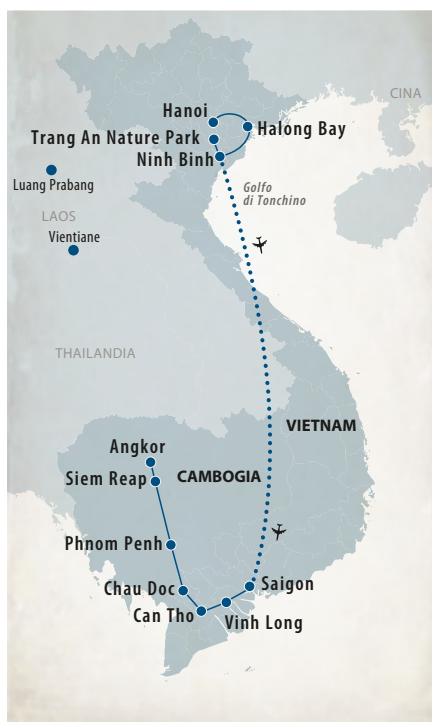 CINA
Hanoi
Halong Bay
Trang An Nature Park
Ninh Binh
Luang Prabang
Golfo
di Tonchino
LAOS
Vientiane
THAILANDIA
VIETNAM
Angkor
CAMBOGIA
Siem Reap
Phnom Penh
Saigon
Chau Doc
Can Tho
Vinh Long